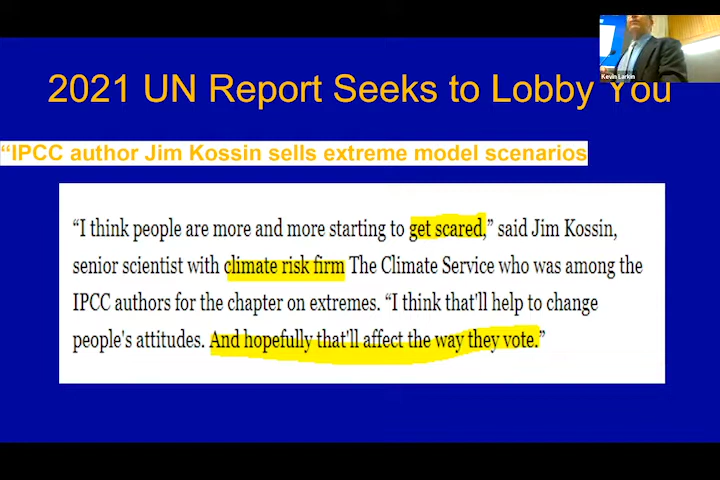 Kevin Larkin
2021 UN Report Seeks to Lobby You
“IPCC author Jim Kossin sells extreme model scenarios
“I think people are more and more starting to get scared,” said Jim Kossin,
senior scientist with climate risk firm The Climate Service who was among the
IPCC authors for the chapter on extremes. “I think that'll help to change
people's attitudes. And hopefully that'll affect the way they vote.”